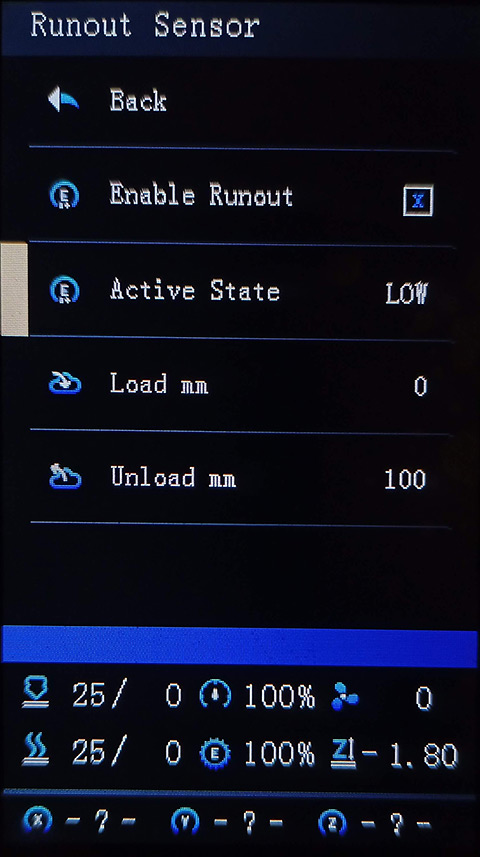 Runout Sensor
Back
E Enable Runout X
E Active State LOW
Load mm 0
Unload mm 100
25/ 0 100% 0
25/ 0 E 100% Z -1.80
X -?- Y -?- Z -?-